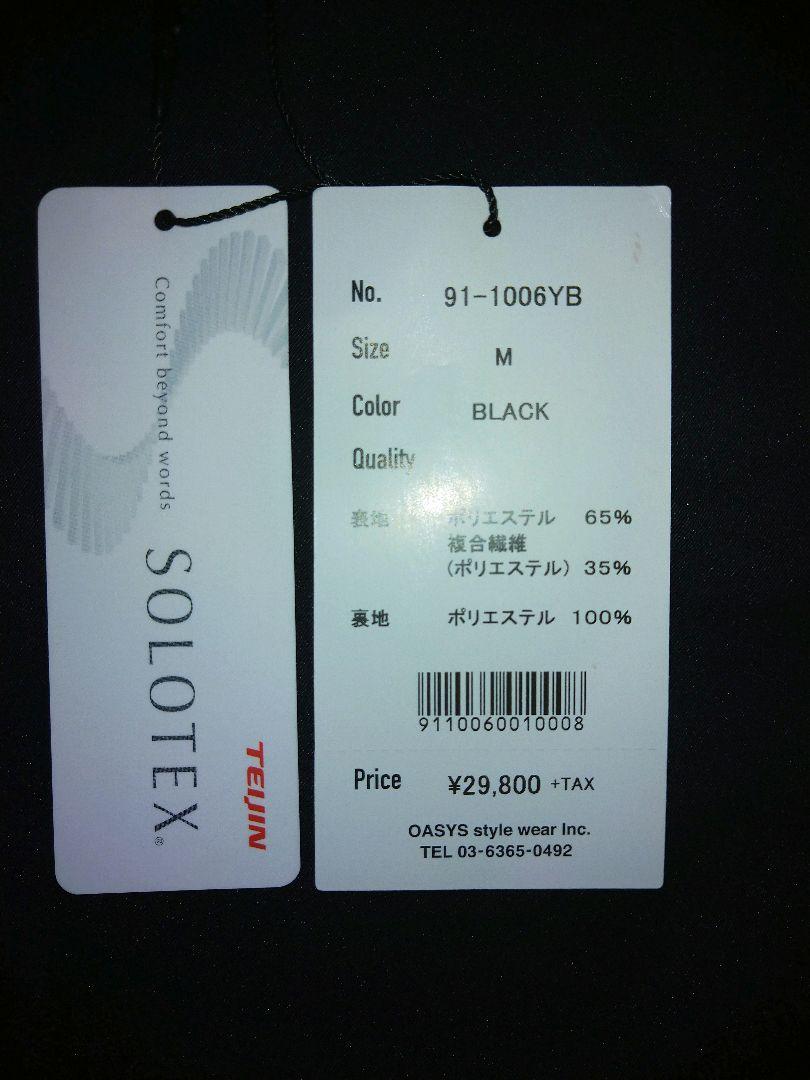 Comfort beyond words
SOLOTEX®
TEIJIN
No. 91-1006YB
Size M
Color BLACK
Quality
表地 ポリエステル 65%
複合繊維
(ポリエステル) 35%
裏地 ポリエステル 100%
9110060010008
Price ¥29,800 +TAX
OASYS style wear Inc.
TEL 03-6365-0492